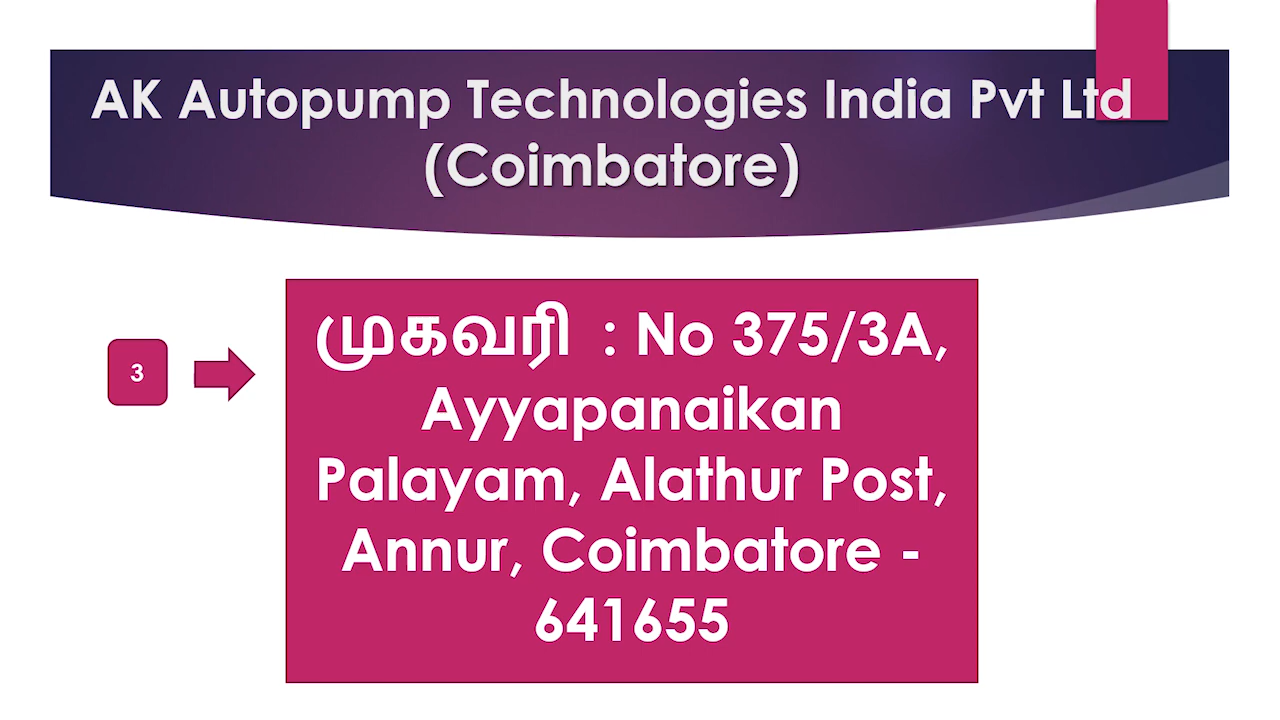 AK Autopump Technologies India Pvt Ltd
(Coimbatore)
3
முகவரி : No 375/3A,
Ayyapanaikan
Palayam, Alathur Post,
Annur, Coimbatore -
641655